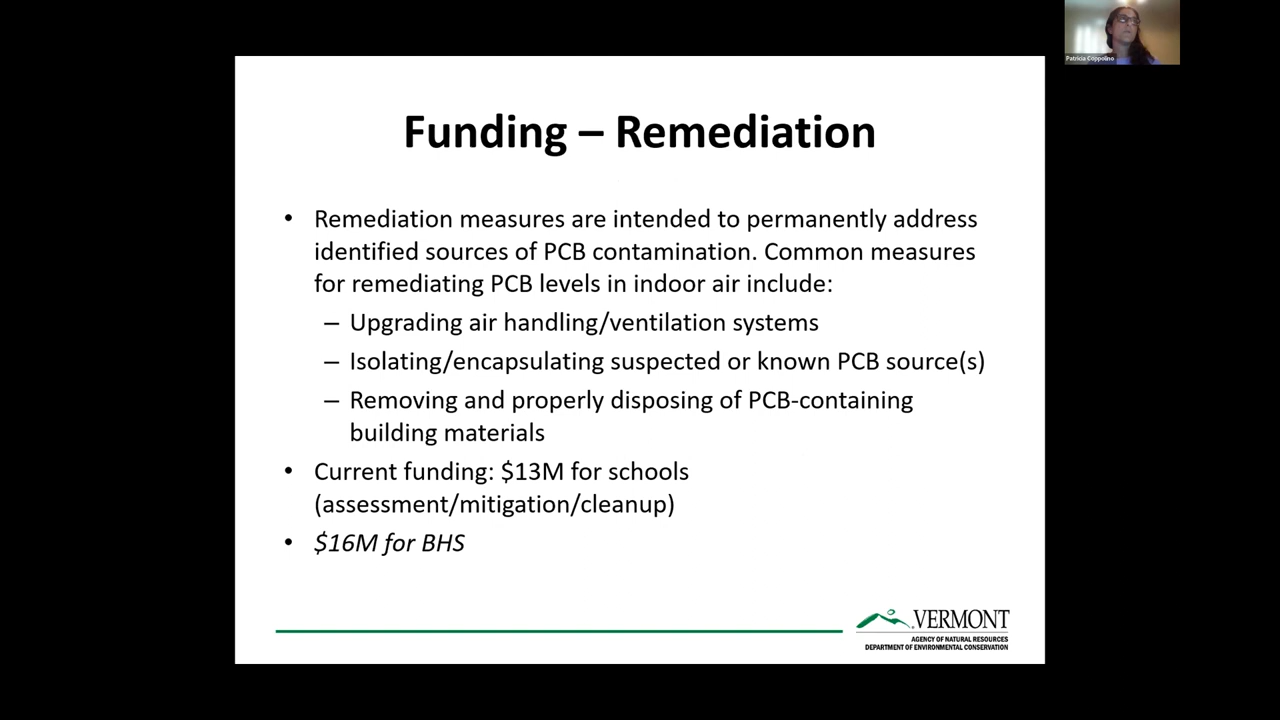 Patricia Coppolino
Funding – Remediation
• Remediation measures are intended to permanently address
identified sources of PCB contamination. Common measures
for remediating PCB levels in indoor air include:
– Upgrading air handling/ventilation systems
– Isolating/encapsulating suspected or known PCB source(s)
– Removing and properly disposing of PCB-containing
building materials
• Current funding: $13M for schools
(assessment/mitigation/cleanup)
• $16M for BHS
VERMONT
AGENCY OF NATURAL RESOURCES
DEPARTMENT OF ENVIRONMENTAL CONSERVATION